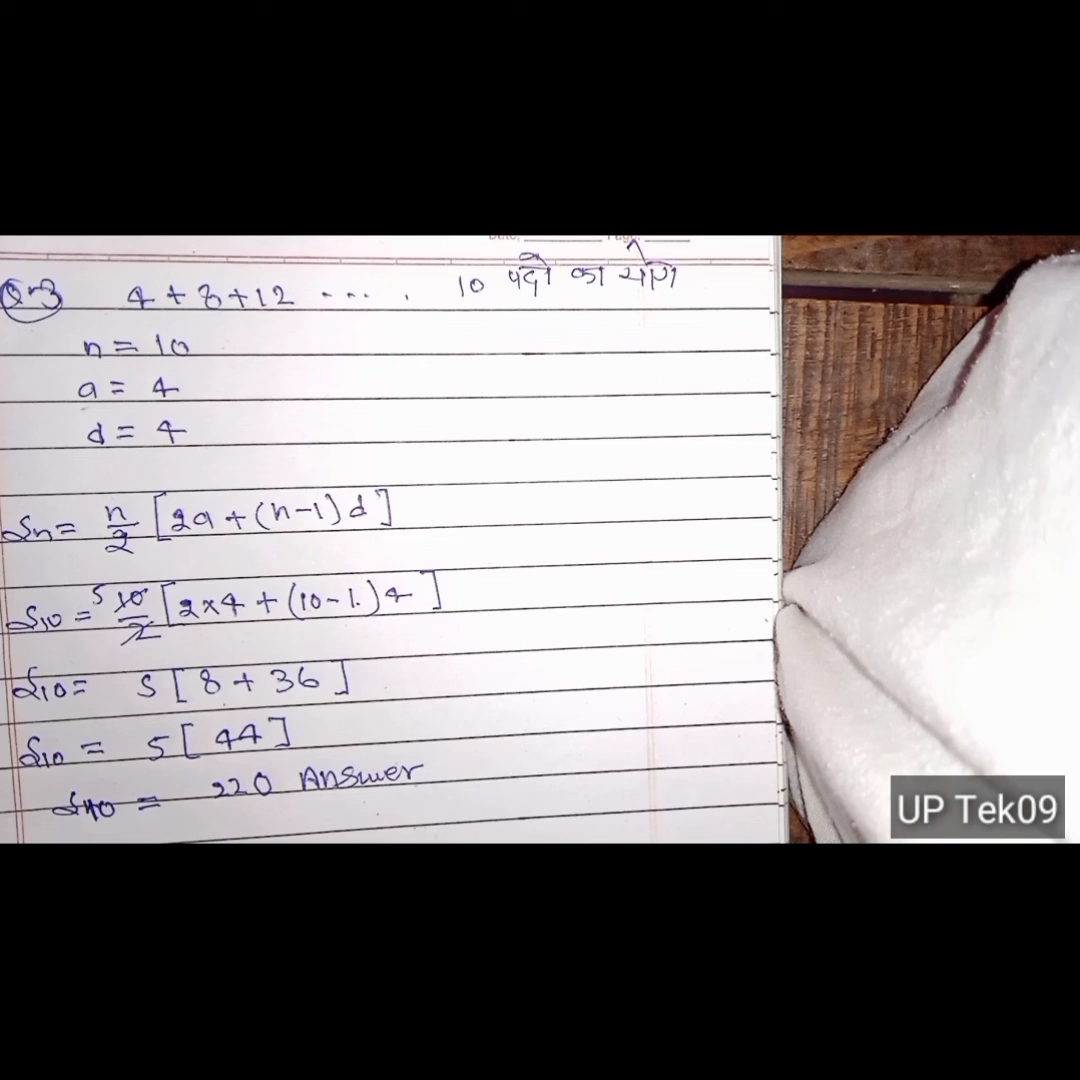 Q-3 4 + 8 + 12 .... . 10 पदों का योग
n = 10
a = 4
d = 4
Sn = n/2 [2a + (n-1) d]
S10 = 5 10/2 [2×4 + (10-1.) 4]
S10 = 5 [8 + 36]
S10 = 5 [44]
S10 = 220 Answer
UP Tek09